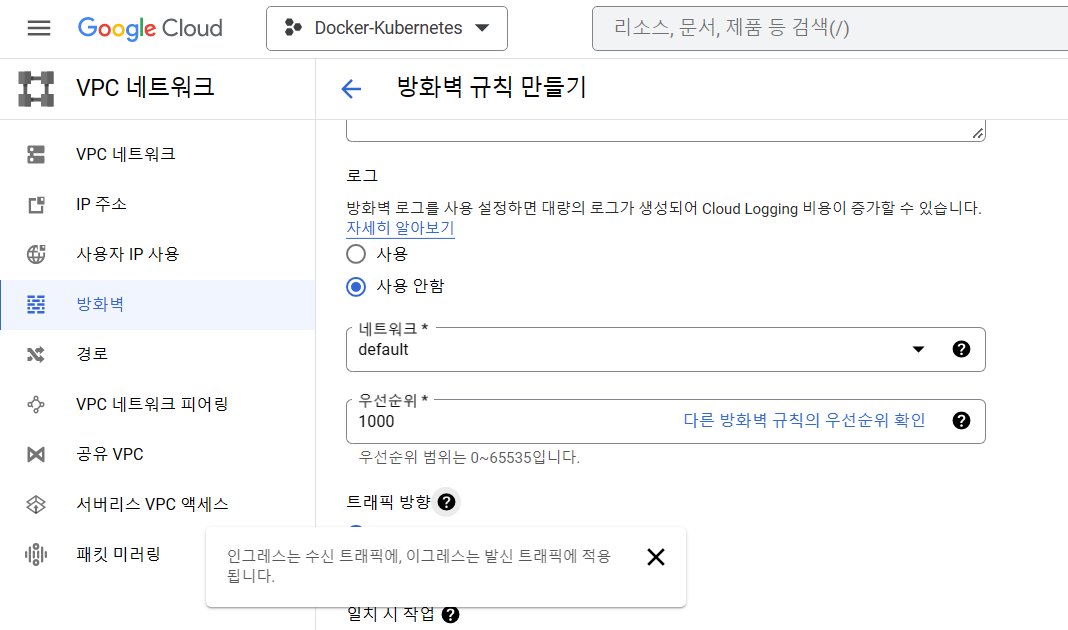 Google Cloud
Docker-Kubernetes
리소스, 문서, 제품 등 검색(/)
VPC 네트워크
방화벽 규칙 만들기
VPC 네트워크
IP 주소
사용자 IP 사용
방화벽
경로
VPC 네트워크 피어링
공유 VPC
서버리스 VPC 액세스
패킷 미러링
로그
방화벽 로그를 사용 설정하면 대량의 로그가 생성되어 Cloud Logging 비용이 증가할 수 있습니다.
자세히 알아보기
사용
사용 안함
네트워크 *
default
우선순위 *
1000
다른 방화벽 규칙의 우선순위 확인
우선순위 범위는 0~65535입니다.
트래픽 방향
인그레스는 수신 트래픽에, 이그레스는 발신 트래픽에 적용
됩니다.
일치 시 작업